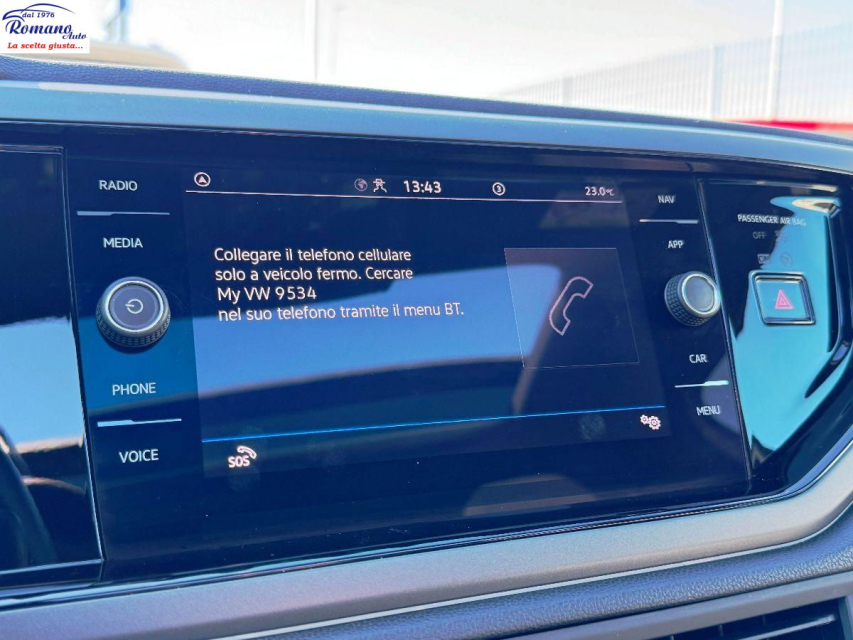 dal 1976
Romano
Auto
La scelta giusta...
RADIO
MEDIA
PHONE
VOICE
13:43
23.0°C
Collegare il telefono cellulare
solo a veicolo fermo. Cercare
My VW 9534
nel suo telefono tramite il menu BT.
SOS
NAV
APP
CAR
MENU
PASSENGER AIR BAG
OFF